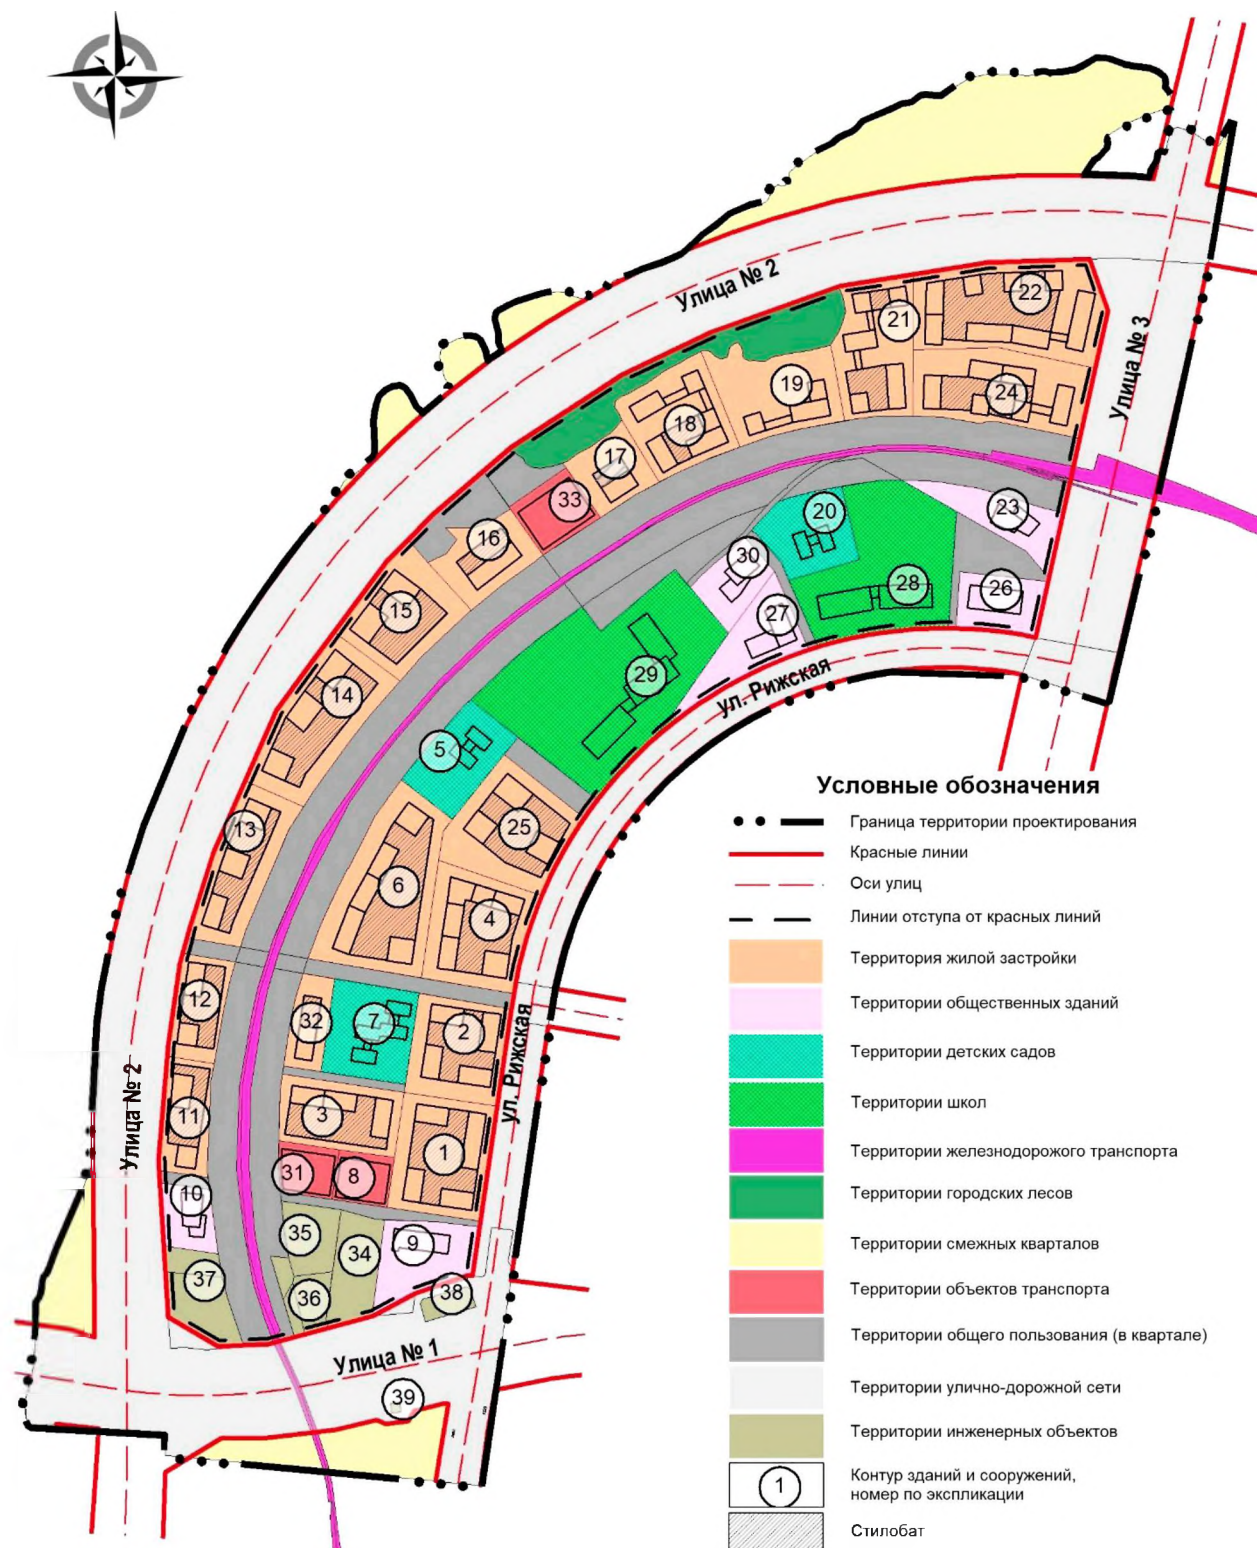 Улица № 2
22
21
Улица № 3
19
24
18
17
33
20
23
16
30
28
26
15
27
29
14
ул. Рижская
5
13
25
6
4
12
32
7
2
ул. Рижская
Улица № 2
11
3
1
31
8
10
35
9
34
37
36
38
Улица № 1
39
Условные обозначения
Граница территории проектирования
Красные линии
Оси улиц
Линии отступа от красных линий
Территория жилой застройки
Территории общественных зданий
Территории детских садов
Территории школ
Территории железнодорожого транспорта
Территории городских лесов
Территории смежных кварталов
Территории объектов транспорта
Территории общего пользования (в квартале)
Территории улично-дорожной сети
Территории инженерных объектов
1
Контур зданий и сооружений,
номер по экспликации
Стилобат